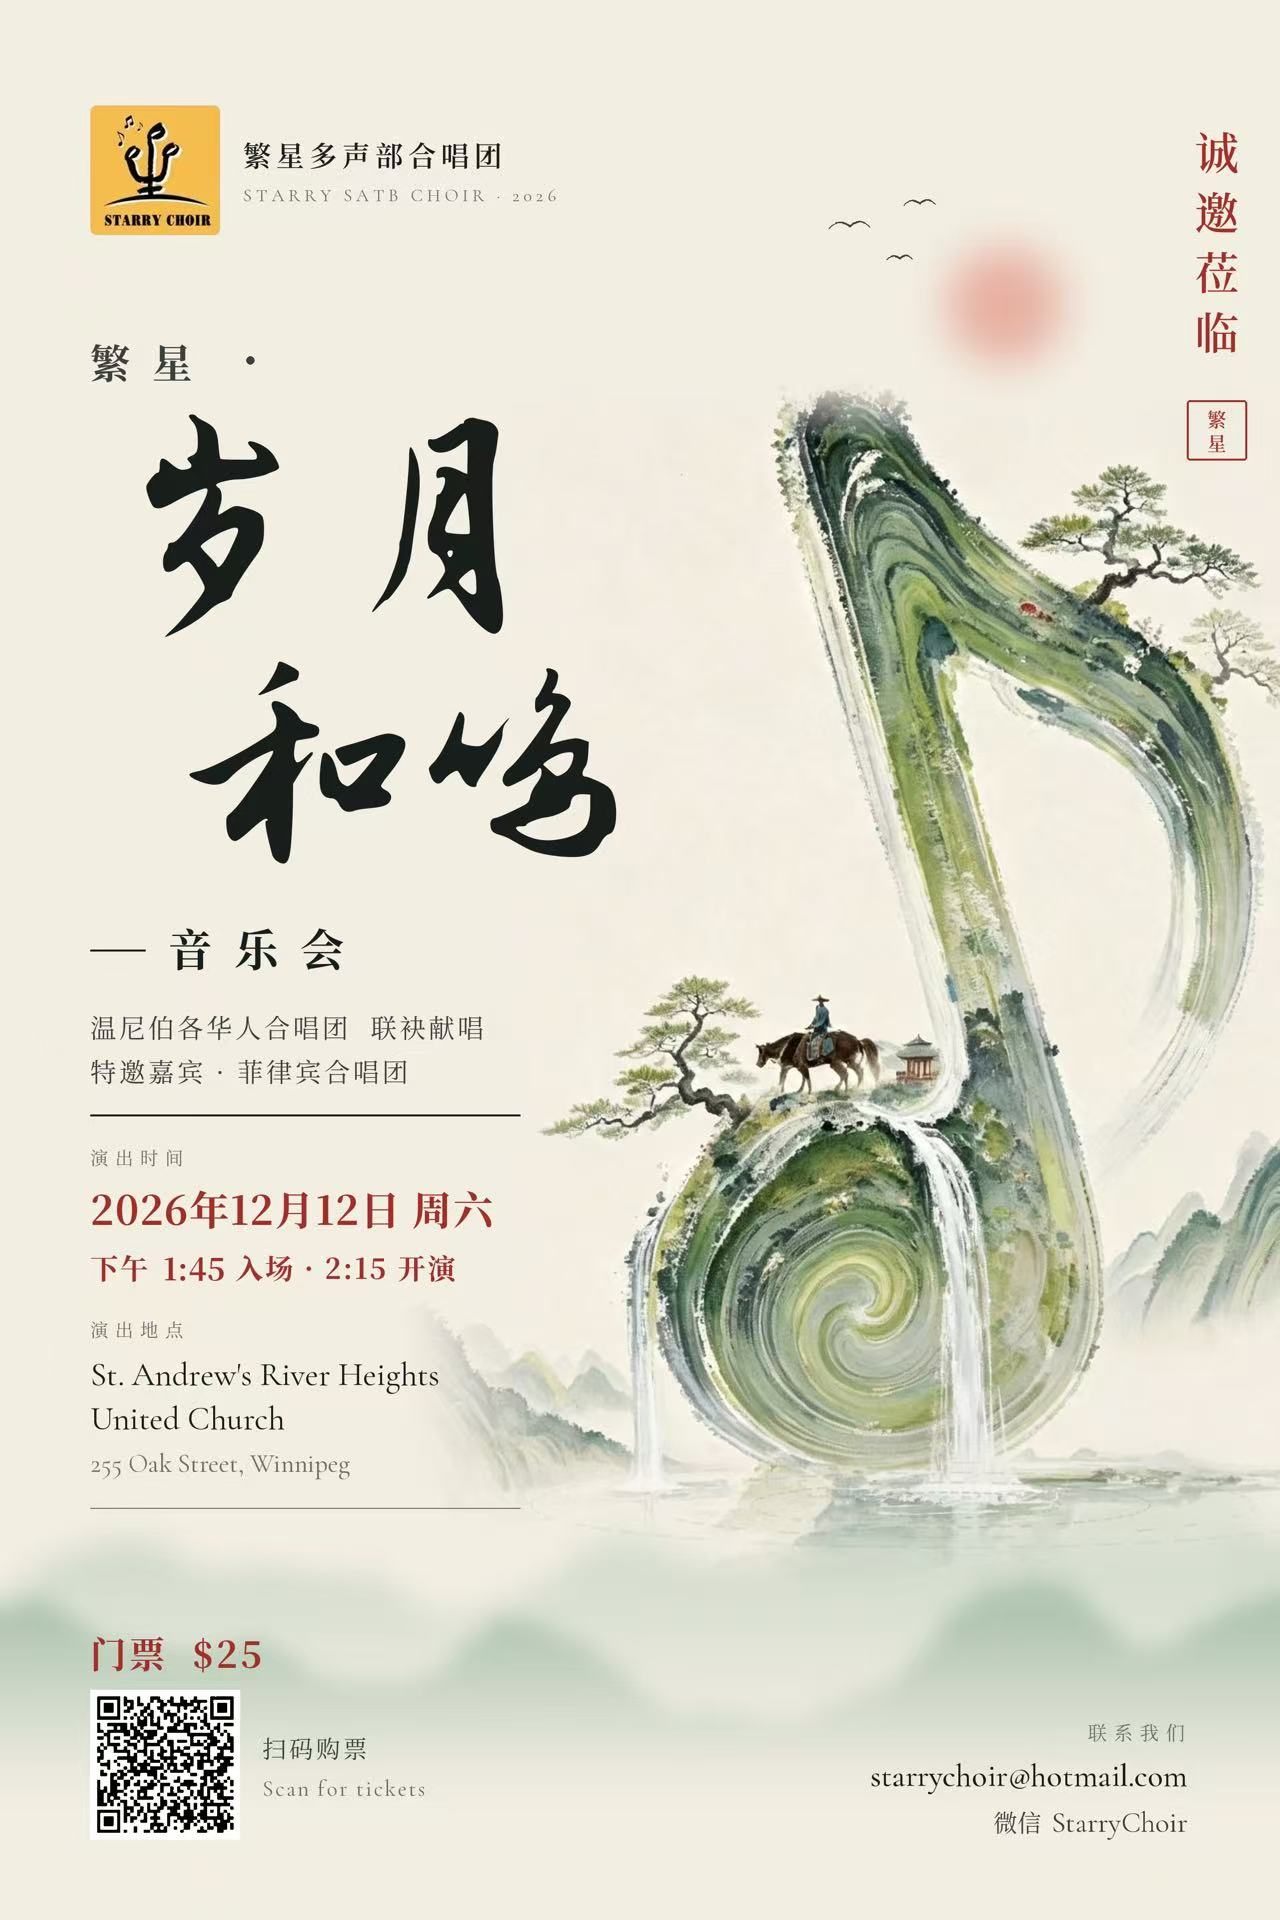 STARRY CHOIR
繁星多声部合唱团
STARRY SATB CHOIR · 2026
诚邀莅临
繁星
繁星 ·
岁月
和鸣
— 音乐会
温尼伯各华人合唱团 联袂献唱
特邀嘉宾 · 菲律宾合唱团
演出时间
2026年12月12日 周六
下午 1:45 入场 · 2:15 开演
演出地点
St. Andrew's River Heights
United Church
255 Oak Street, Winnipeg
门票 $25
扫码购票
Scan for tickets
联系我们
starrychoir@hotmail.com
微信 StarryChoir